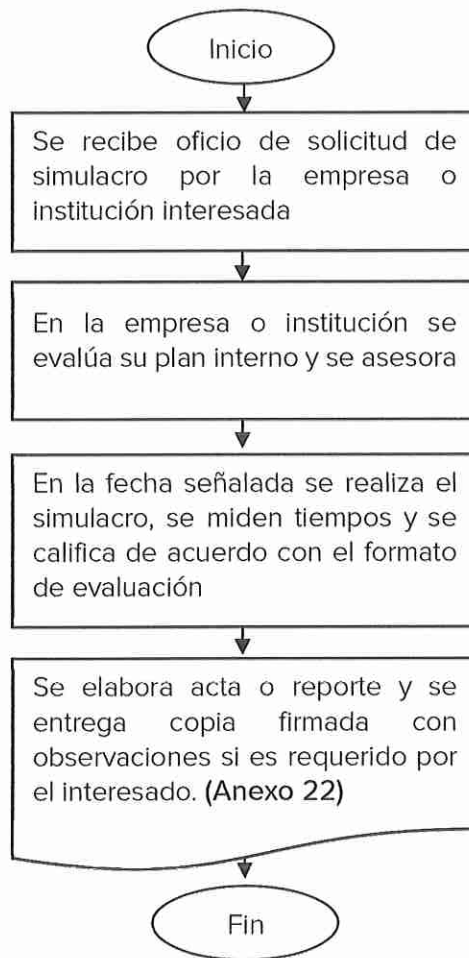 Inicio
Se recibe oficio de solicitud de
simulacro por la empresa o
institución interesada
En la empresa o institución se
evalúa su plan interno y se asesora
En la fecha señalada se realiza el
simulacro, se miden tiempos y se
califica de acuerdo con el formato
de evaluación
Se elabora acta o reporte y se
entrega copia firmada con
observaciones si es requerido por
el interesado. (Anexo 22)
Fin